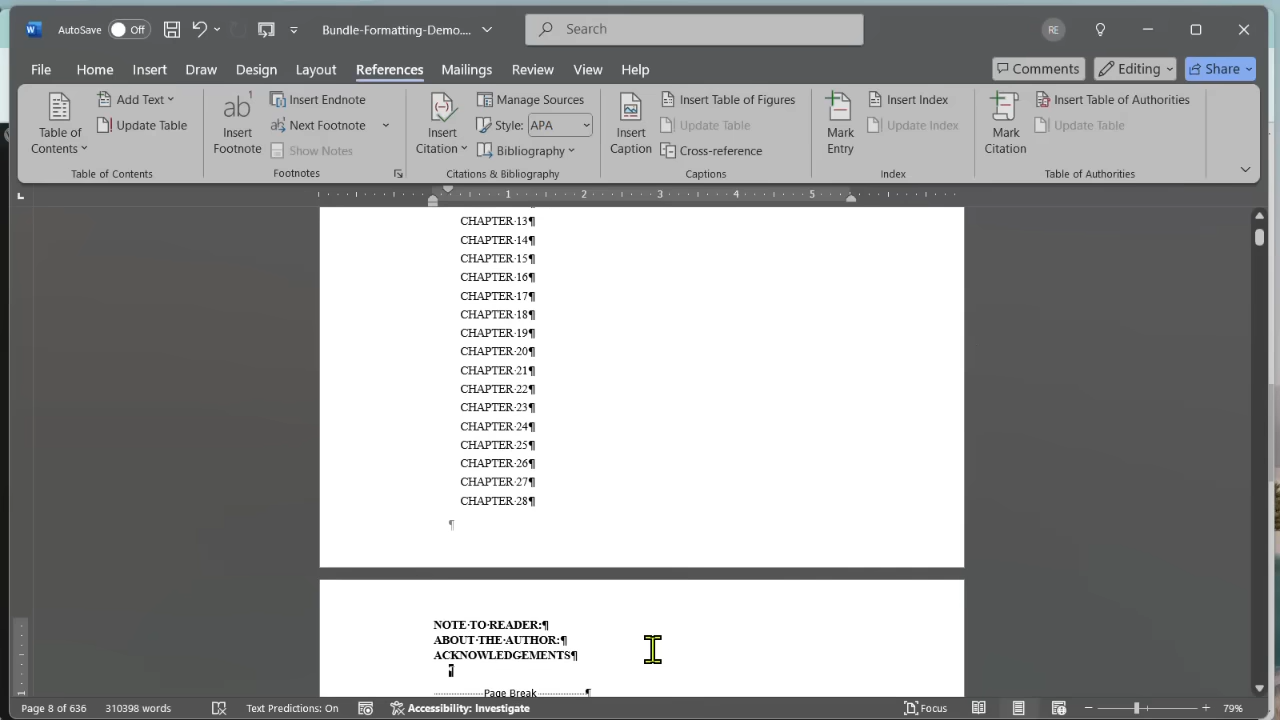 AutoSave Off Bundle-Formatting-Demo.... Search RE
File Home Insert Draw Design Layout References Mailings Review View Help Comments Editing Share
Table of Contents
Add Text
Update Table
Table of Contents
Insert Footnote
Insert Endnote
Next Footnote
Show Notes
Footnotes
Insert Citation
Manage Sources
Style: APA
Bibliography
Citations & Bibliography
Insert Caption
Insert Table of Figures
Update Table
Cross-reference
Captions
Mark Entry
Insert Index
Update Index
Index
Mark Citation
Insert Table of Authorities
Update Table
Table of Authorities
1 2 3 4 5
CHAPTER·13¶
CHAPTER·14¶
CHAPTER·15¶
CHAPTER·16¶
CHAPTER·17¶
CHAPTER·18¶
CHAPTER·19¶
CHAPTER·20¶
CHAPTER·21¶
CHAPTER·22¶
CHAPTER·23¶
CHAPTER·24¶
CHAPTER·25¶
CHAPTER·26¶
CHAPTER·27¶
CHAPTER·28¶
¶
NOTE·TO·READER:¶
ABOUT·THE·AUTHOR:¶
ACKNOWLEDGEMENTS¶
¶
Page Break ¶
Page 8 of 636 310398 words Text Predictions: On Accessibility: Investigate Focus 79%